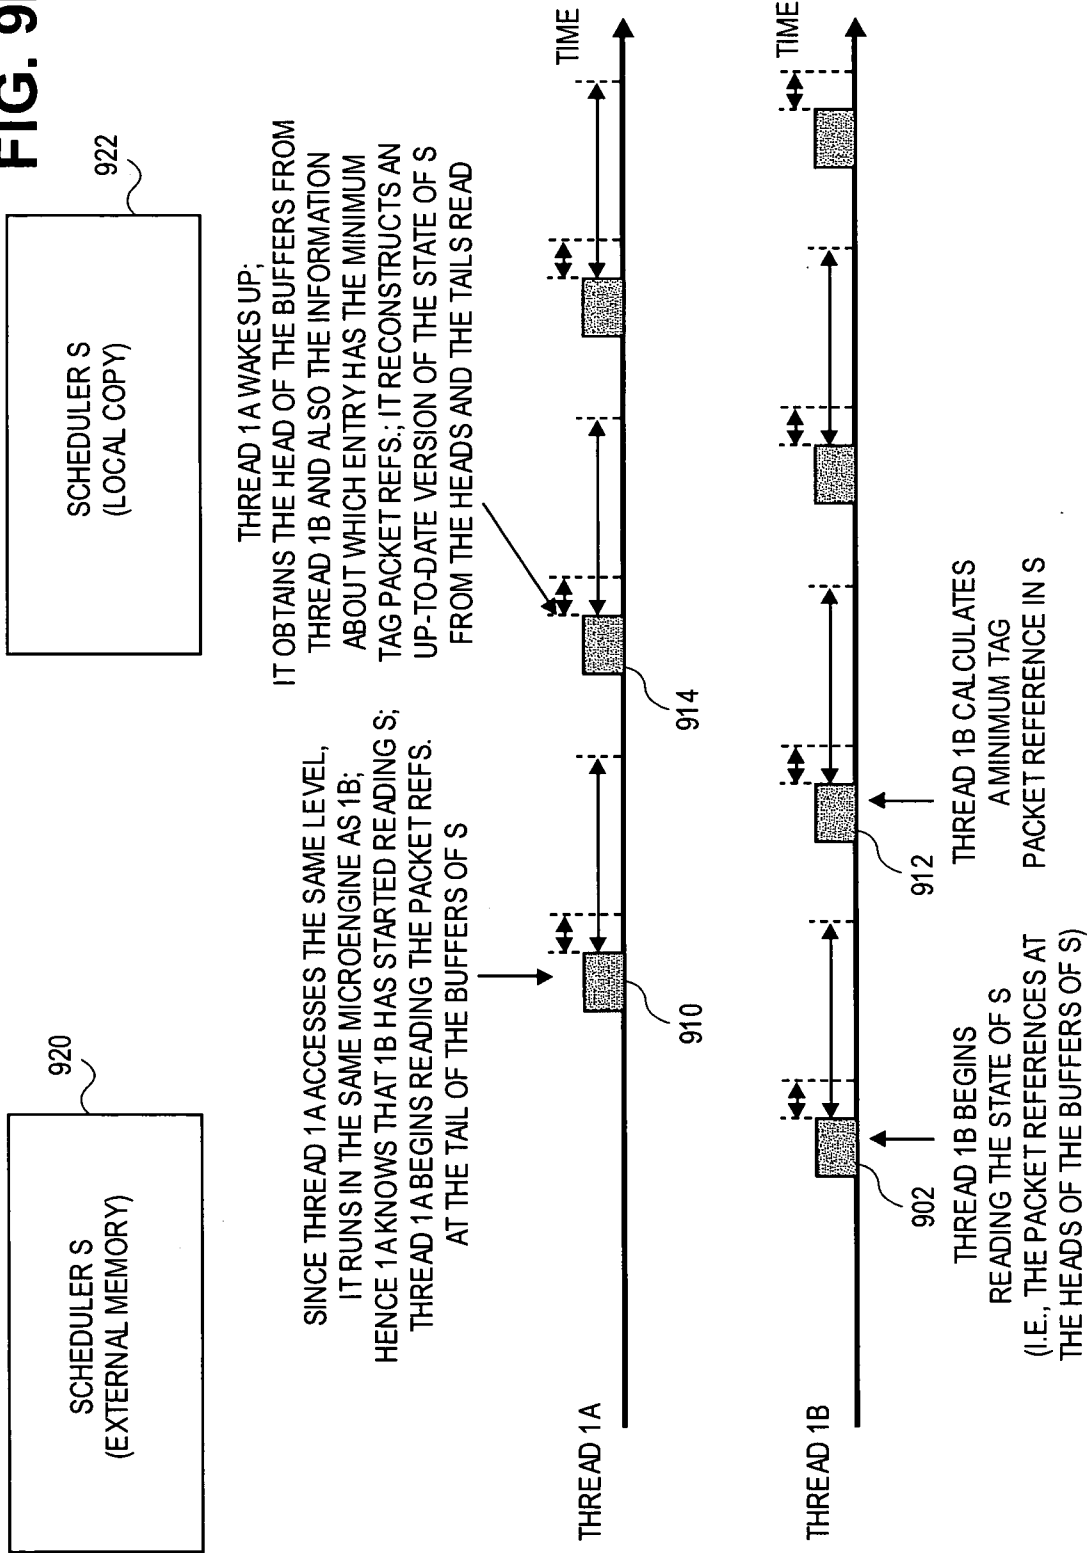 FIG. 9
SCHEDULER S
(EXTERNAL MEMORY)
920
SCHEDULER S
(LOCAL COPY)
922
SINCE THREAD 1A ACCESSES THE SAME LEVEL,
IT RUNS IN THE SAME MICROENGINE AS 1B;
HENCE 1A KNOWS THAT 1B HAS STARTED READING S;
THREAD 1A BEGINS READING THE PACKET REFS.
AT THE TAIL OF THE BUFFERS OF S
THREAD 1A WAKES UP;
IT OBTAINS THE HEAD OF THE BUFFERS FROM
THREAD 1B AND ALSO THE INFORMATION
ABOUT WHICH ENTRY HAS THE MINIMUM
TAG PACKET REFS.; IT RECONSTRUCTS AN
UP-TO-DATE VERSION OF THE STATE OF S
FROM THE HEADS AND THE TAILS READ
THREAD 1A
TIME
910
914
THREAD 1B
TIME
902
912
THREAD 1B BEGINS
READING THE STATE OF S
(I.E., THE PACKET REFERENCES AT
THE HEADS OF THE BUFFERS OF S)
THREAD 1B CALCULATES
A MINIMUM TAG
PACKET REFERENCE IN S